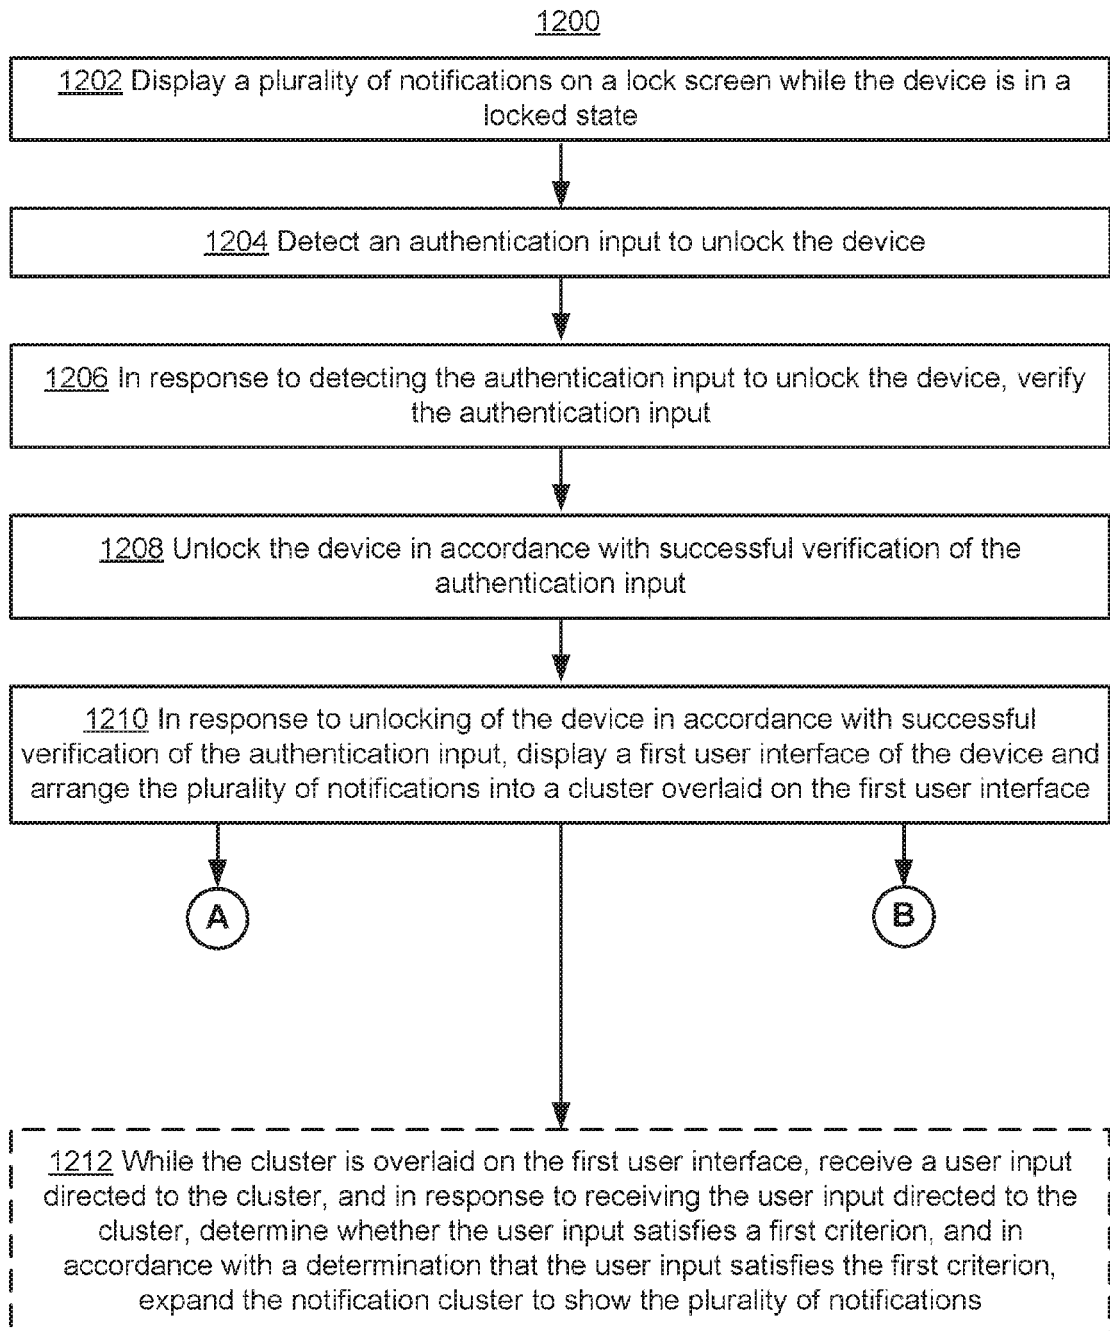 1200
1202 Display a plurality of notifications on a lock screen while the device is in a
locked state
1204 Detect an authentication input to unlock the device
1206 In response to detecting the authentication input to unlock the device, verify
the authentication input
1208 Unlock the device in accordance with successful verification of the
authentication input
1210 In response to unlocking of the device in accordance with successful
verification of the authentication input, display a first user interface of the device and
arrange the plurality of notifications into a cluster overlaid on the first user interface
A
B
1212 While the cluster is overlaid on the first user interface, receive a user input
directed to the cluster, and in response to receiving the user input directed to the
cluster, determine whether the user input satisfies a first criterion, and in
accordance with a determination that the user input satisfies the first criterion,
expand the notification cluster to show the plurality of notifications